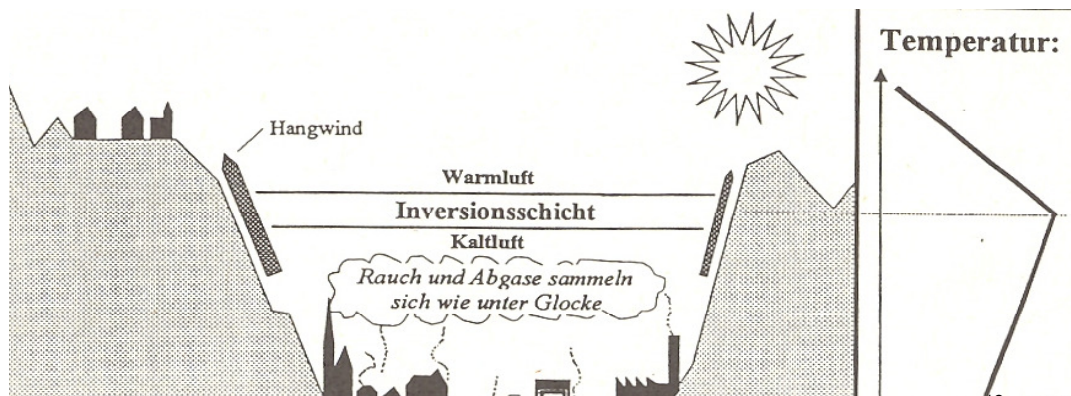 Temperatur:
Hangwind
Warmluft
Inversionsschicht
Kaltluft
Rauch und Abgase sammeln
sich wie unter Glocke